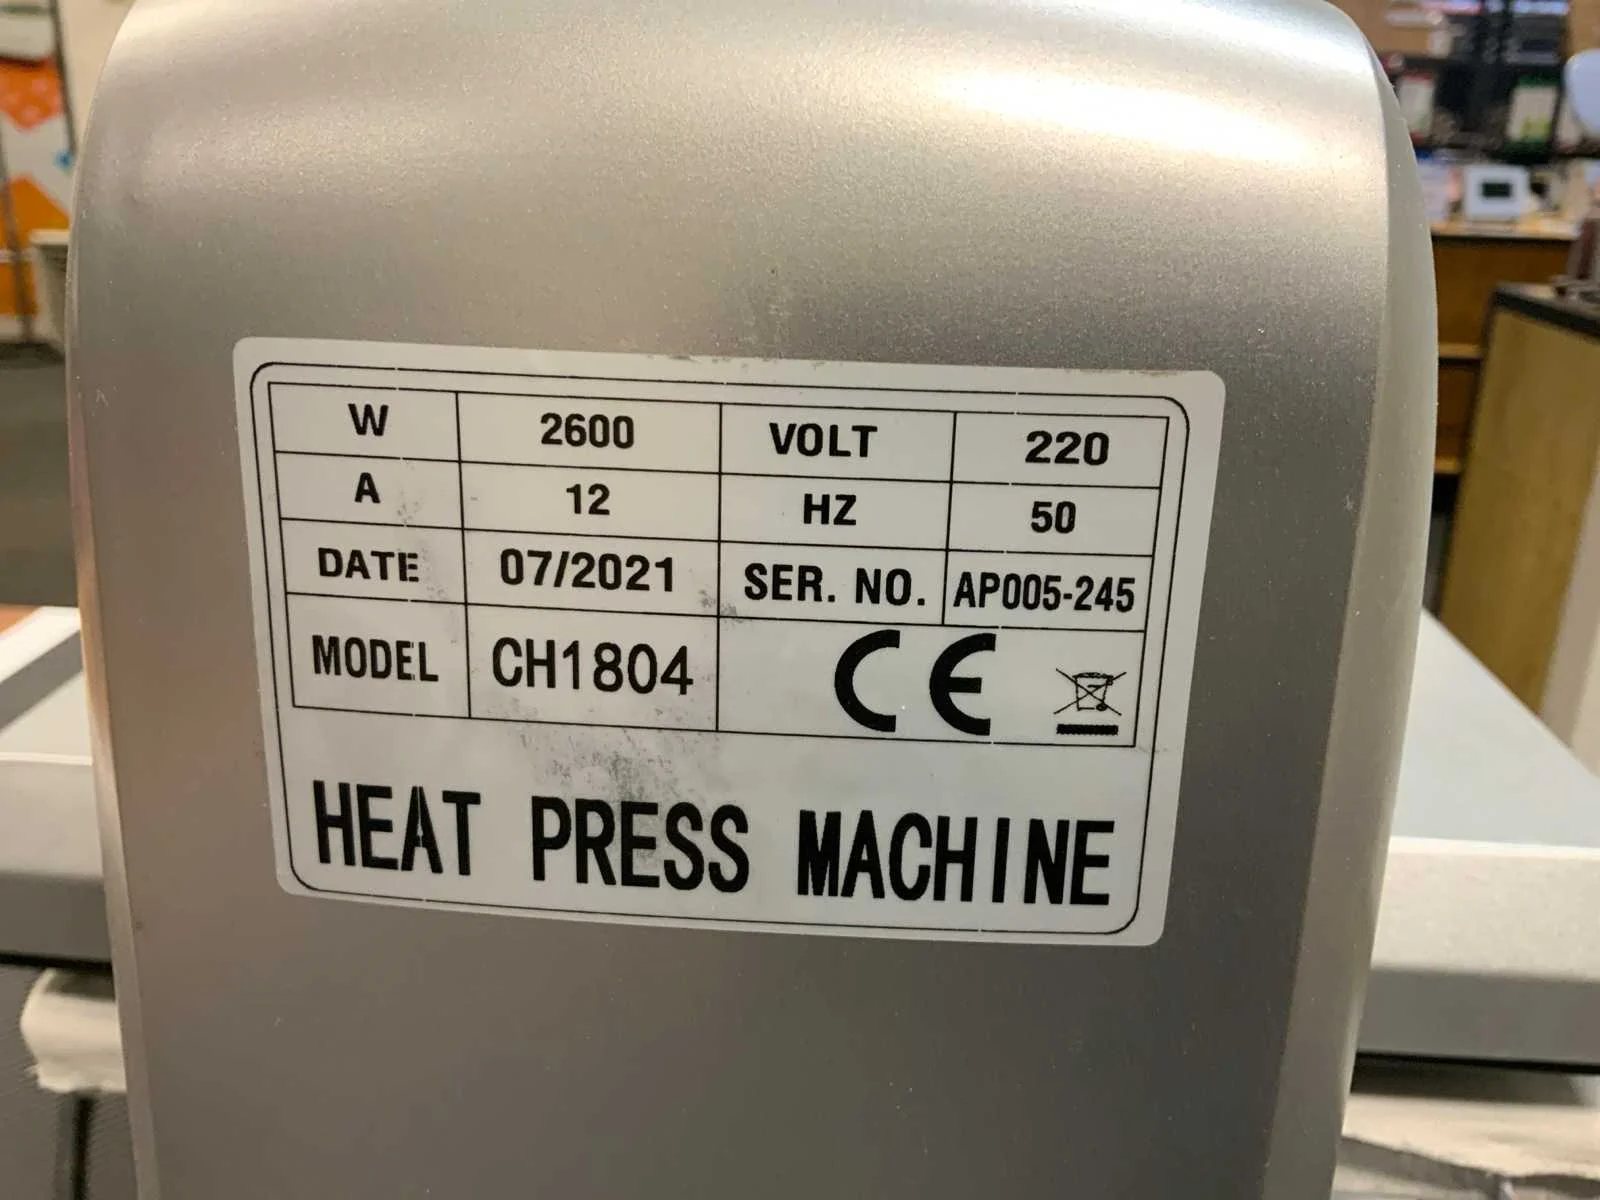 W 2600 VOLT 220
A 12 HZ 50
DATE 07/2021 SER. NO. AP005-245
MODEL CH1804 CE
HEAT PRESS MACHINE